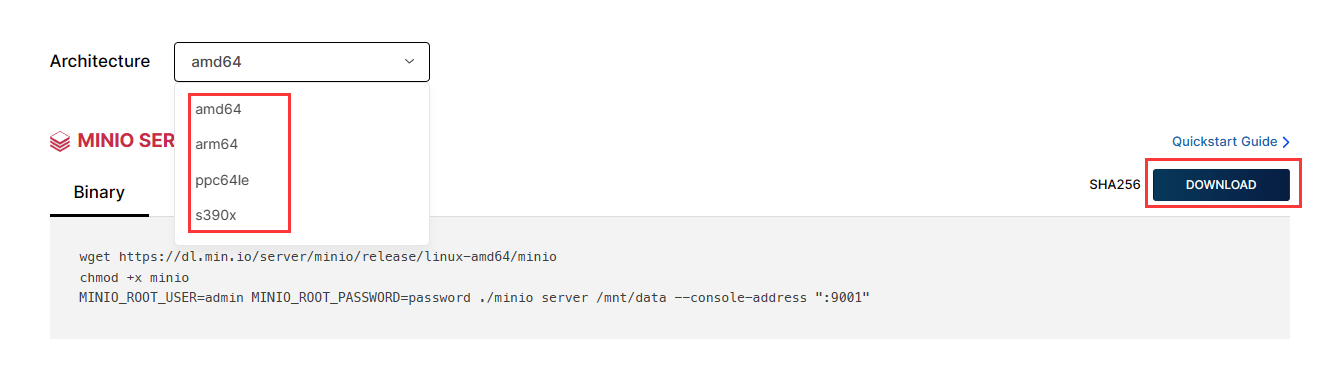 Architecture amd64
amd64
arm64
ppc64le
s390x
MINIO SER
Quickstart Guide
Binary
SHA256 DOWNLOAD
wget https://dl.min.io/server/minio/release/linux-amd64/minio
chmod +x minio
MINIO_ROOT_USER=admin MINIO_ROOT_PASSWORD=password ./minio server /mnt/data --console-address ":9001"